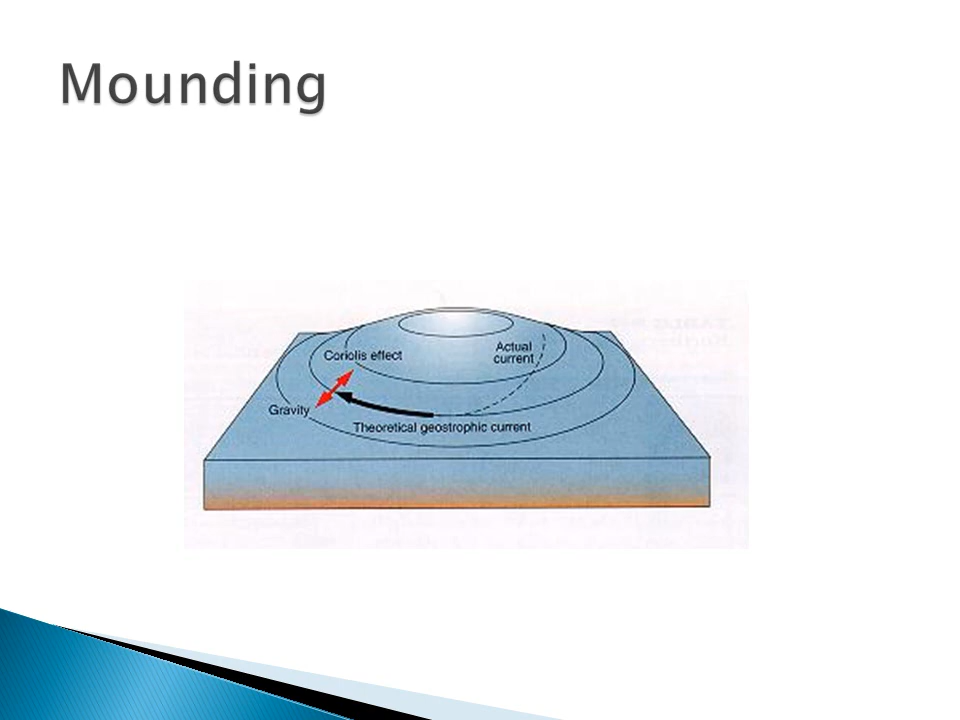 Mounding
Coriolis effect
Actual
current
Gravity
Theoretical geostrophic current